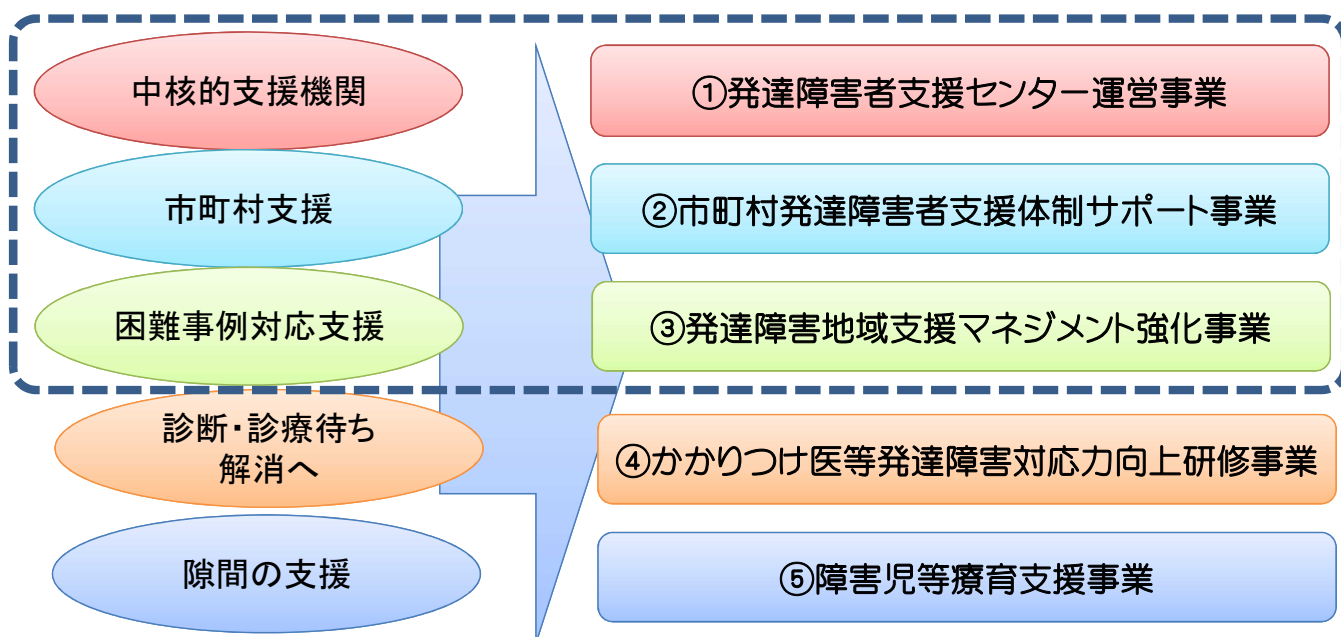 中核的支援機関
①発達障害者支援センター運営事業
市町村支援
②市町村発達障害者支援体制サポート事業
困難事例対応支援
③発達障害地域支援マネジメント強化事業
診断・診療待ち
解消へ
④かかりつけ医等発達障害対応力向上研修事業
隙間の支援
⑤障害児等療育支援事業